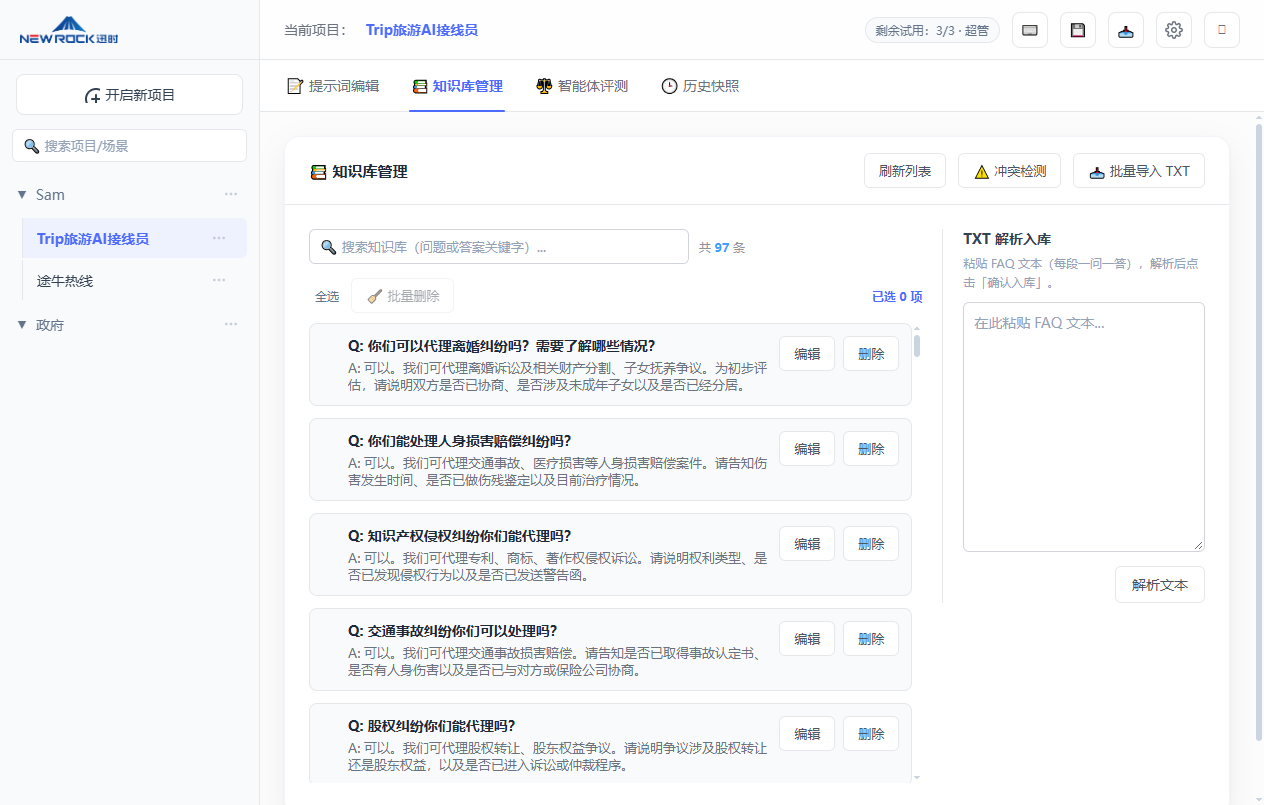 NEWROCK迅时
当前项目： Trip旅游AI接线员
剩余试用：3/3 · 超管
开启新项目
搜索项目/场景
▼ Sam ···
Trip旅游AI接线员 ···
途牛热线 ···
▼ 政府 ···
提示词编辑 知识库管理 智能体评测 历史快照
知识库管理
刷新列表 冲突检测 批量导入 TXT
搜索知识库（问题或答案关键字）...
共 97 条
全选 批量删除 已选 0 项
Q: 你们可以代理离婚纠纷吗？需要了解哪些情况？
A: 可以。我们可代理离婚诉讼及相关财产分割、子女抚养争议。为初步评
估，请说明双方是否已协商、是否涉及未成年子女以及是否已经分居。
编辑 删除
Q: 你们能处理人身损害赔偿纠纷吗？
A: 可以。我们可代理交通事故、医疗损害等人身损害赔偿案件。请告知伤
害发生时间、是否已做伤残鉴定以及目前治疗情况。
编辑 删除
Q: 知识产权侵权纠纷你们能代理吗？
A: 可以。我们可代理专利、商标、著作权侵权诉讼。请说明权利类型、是
否已发现侵权行为以及是否已发送警告函。
编辑 删除
Q: 交通事故纠纷你们可以处理吗？
A: 可以。我们可代理交通事故损害赔偿。请告知是否已取得事故认定书、
是否有人身伤害以及是否已与对方或保险公司协商。
编辑 删除
Q: 股权纠纷你们能代理吗？
A: 可以。我们可代理股权转让、股东权益争议。请说明争议涉及股权转让
还是股东权益，以及是否已进入诉讼或仲裁程序。
编辑 删除
TXT 解析入库
粘贴 FAQ 文本（每段一问一答），解析后点
击「确认入库」。
在此粘贴 FAQ 文本...
解析文本